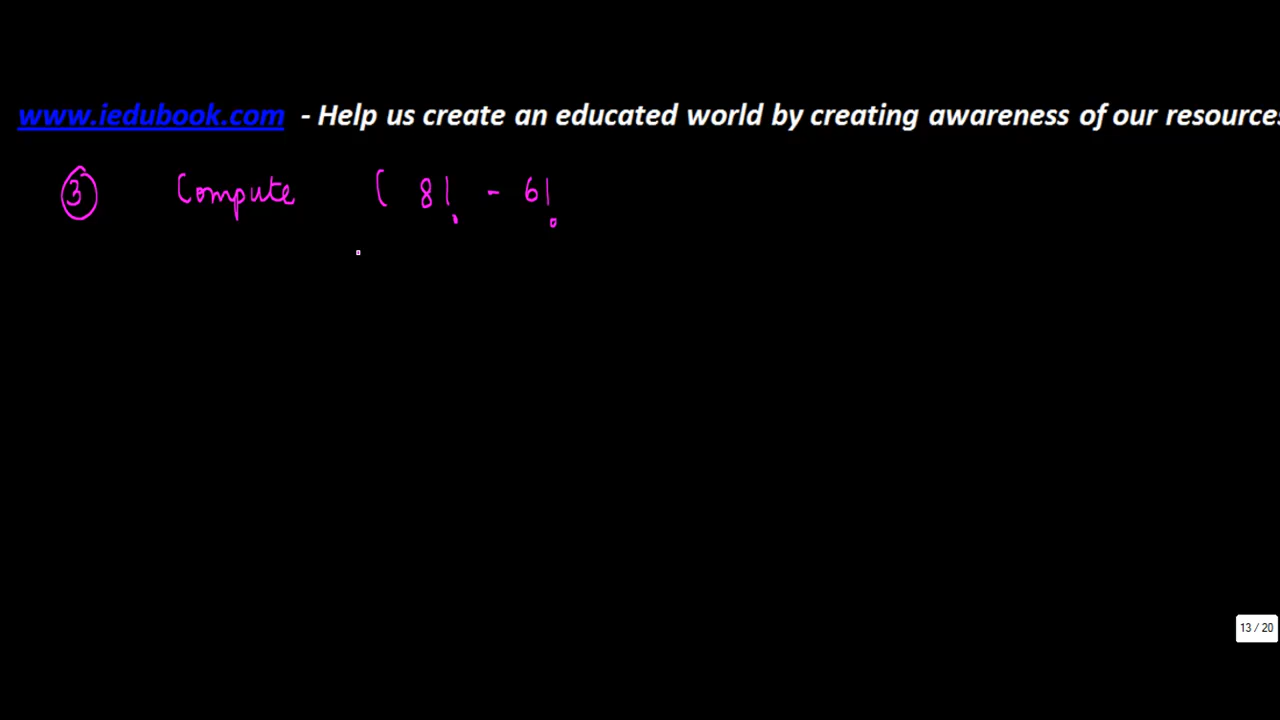 www.iedubook.com - Help us create an educated world by creating awareness of our resources
③ Compute ( 8! - 6!
13 / 20